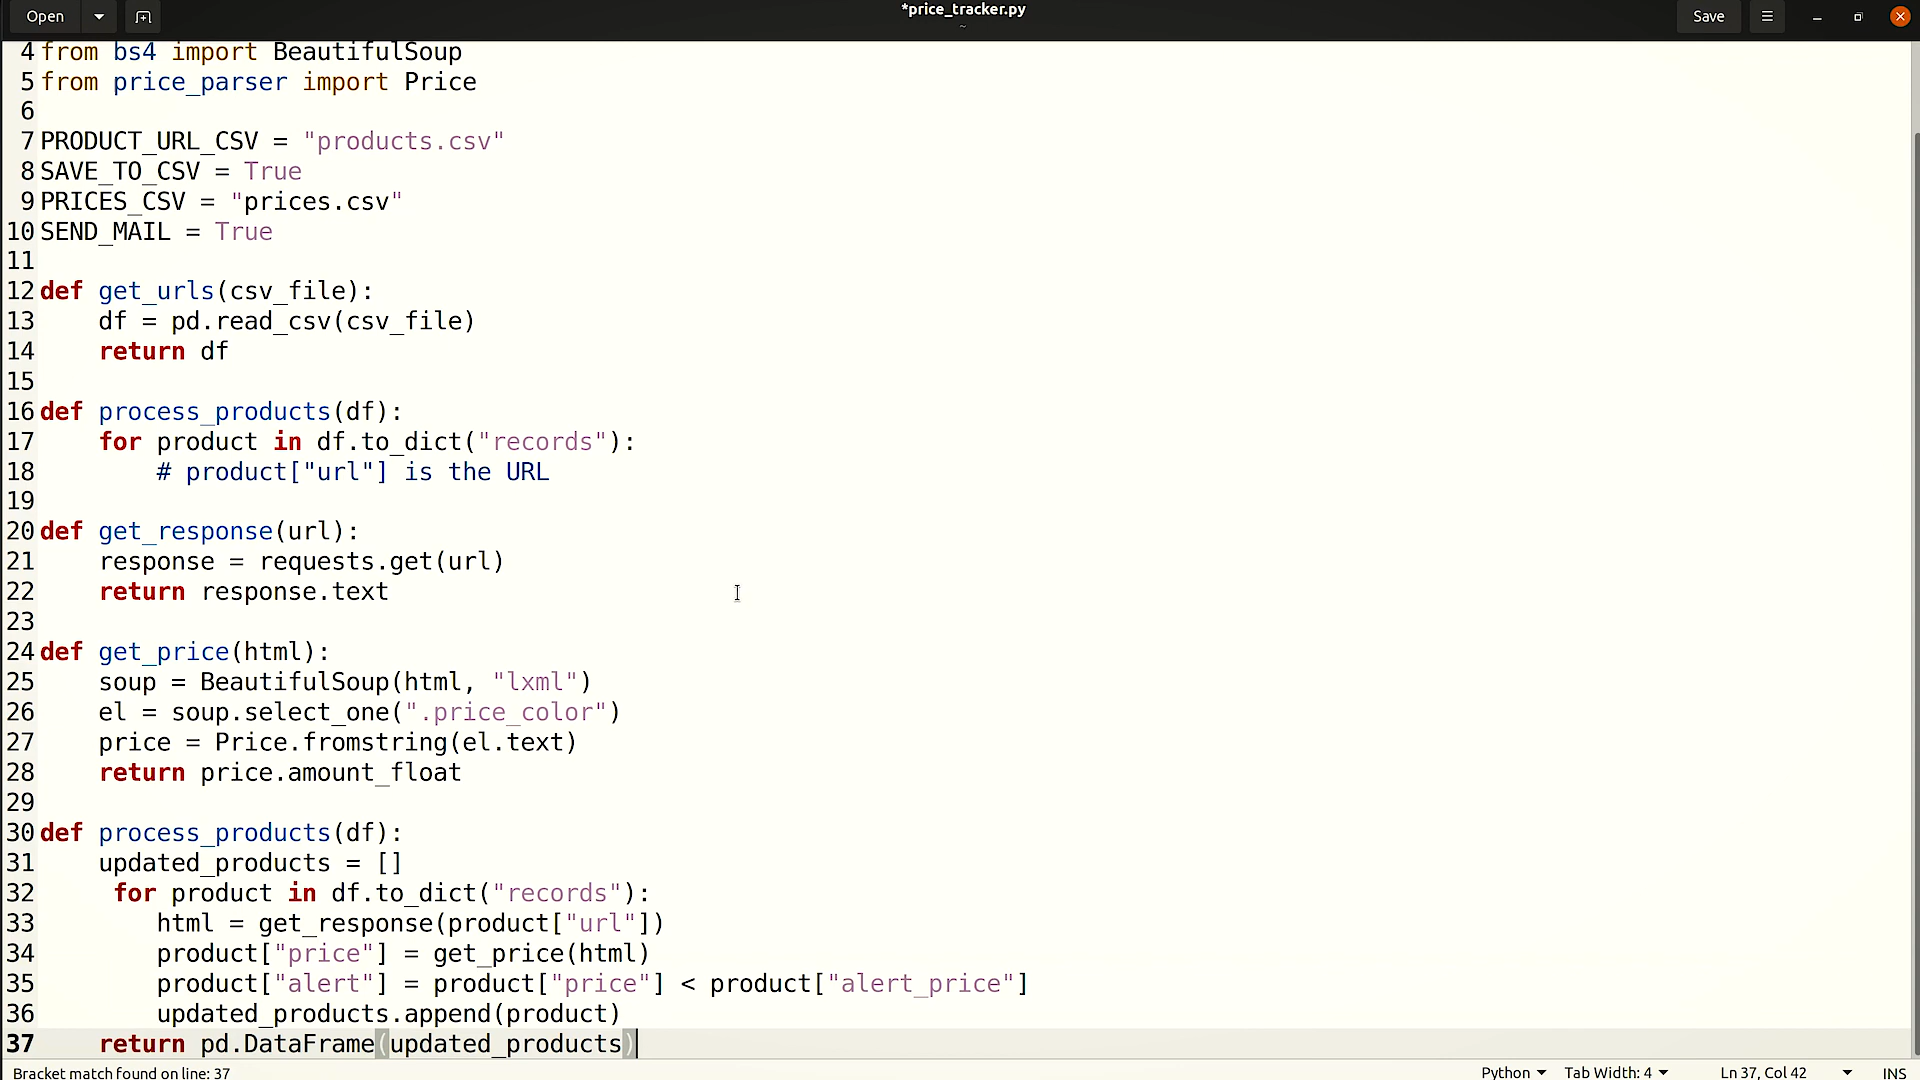 Open
*price_tracker.py
~
Save
4 from bs4 import BeautifulSoup
5 from price_parser import Price
6
7 PRODUCT_URL_CSV = "products.csv"
8 SAVE_TO_CSV = True
9 PRICES_CSV = "prices.csv"
10 SEND_MAIL = True
11
12 def get_urls(csv_file):
13     df = pd.read_csv(csv_file)
14     return df
15
16 def process_products(df):
17     for product in df.to_dict("records"):
18         # product["url"] is the URL
19
20 def get_response(url):
21     response = requests.get(url)
22     return response.text
23
24 def get_price(html):
25     soup = BeautifulSoup(html, "lxml")
26     el = soup.select_one(".price_color")
27     price = Price.fromstring(el.text)
28     return price.amount_float
29
30 def process_products(df):
31     updated_products = []
32      for product in df.to_dict("records"):
33         html = get_response(product["url"])
34         product["price"] = get_price(html)
35         product["alert"] = product["price"] < product["alert_price"]
36         updated_products.append(product)
37     return pd.DataFrame(updated_products)
Bracket match found on line: 37
Python
Tab Width: 4
Ln 37, Col 42
INS